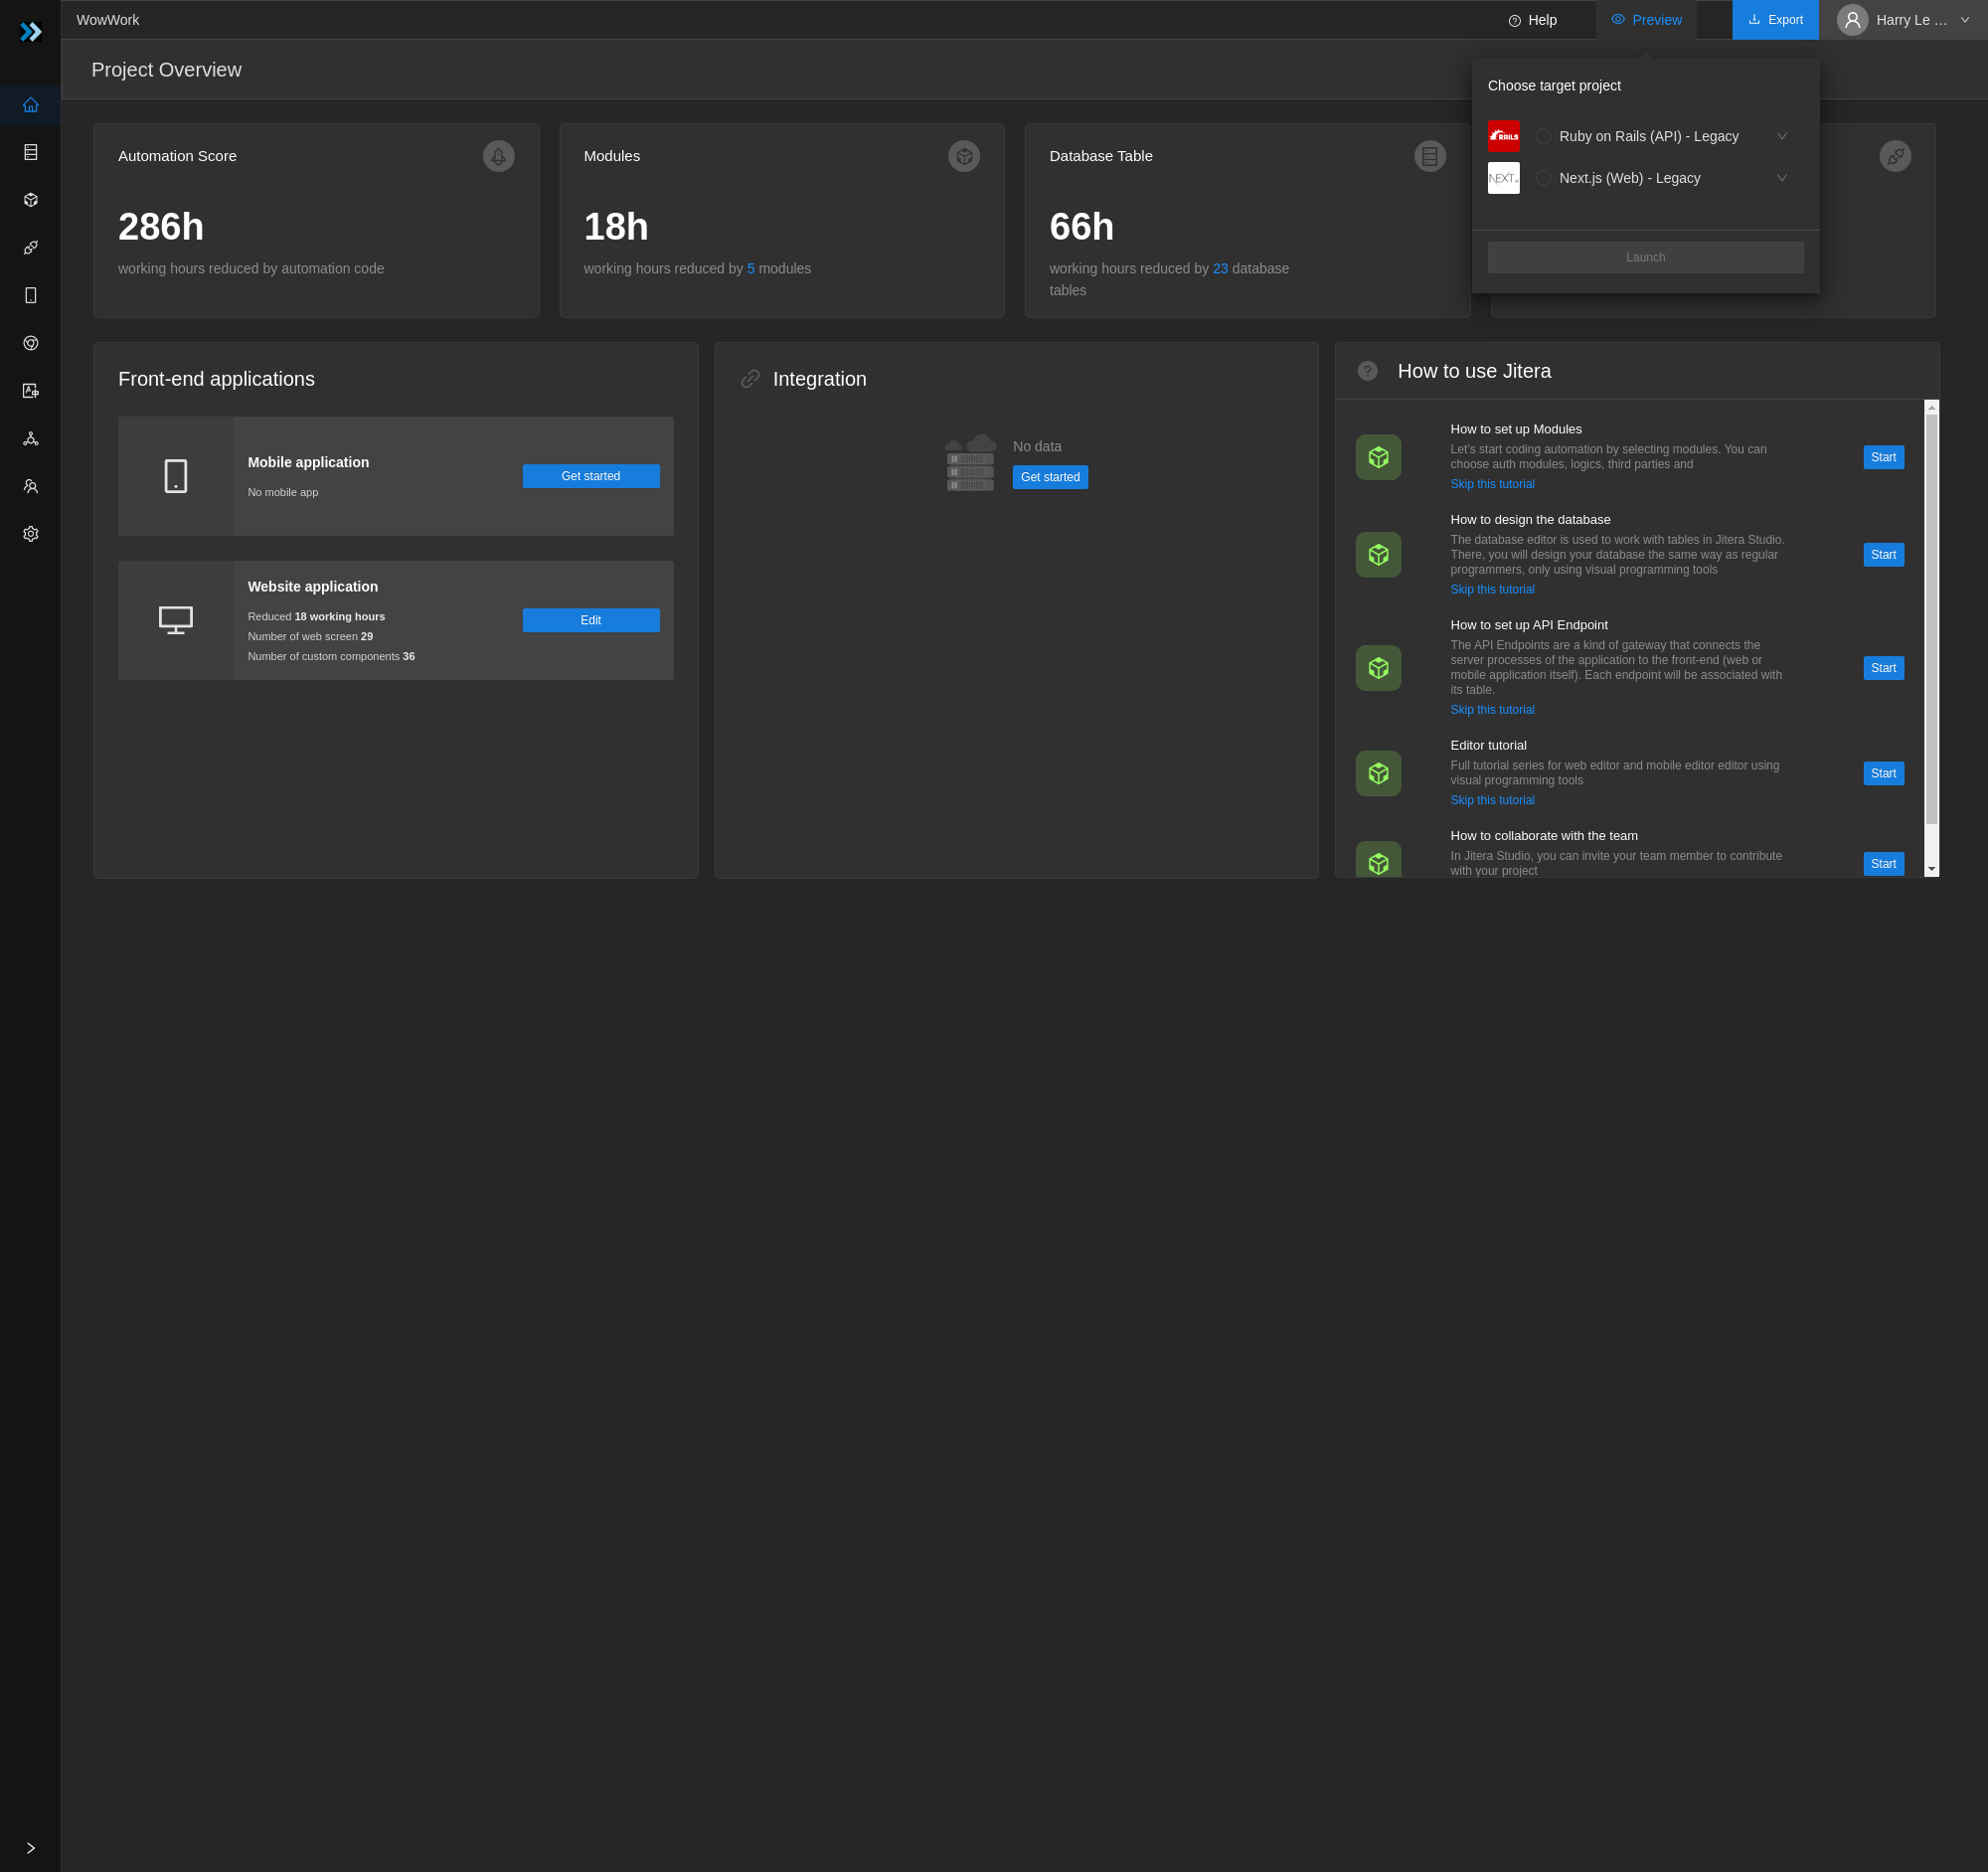 WowWork
Help
Preview
Export
Harry Le ...
Project Overview
Choose target project
RAILS
Ruby on Rails (API) - Legacy
NEXT.JS
Next.js (Web) - Legacy
Launch
Automation Score
286h
working hours reduced by automation code
Modules
18h
working hours reduced by 5 modules
Database Table
66h
working hours reduced by 23 database
tables
Front-end applications
Mobile application
No mobile app
Get started
Website application
Reduced 18 working hours
Number of web screen 29
Number of custom components 36
Edit
Integration
No data
Get started
How to use Jitera
How to set up Modules
Let's start coding automation by selecting modules. You can
choose auth modules, logics, third parties and
Skip this tutorial
Start
How to design the database
The database editor is used to work with tables in Jitera Studio.
There, you will design your database the same way as regular
programmers, only using visual programming tools
Skip this tutorial
Start
How to set up API Endpoint
The API Endpoints are a kind of gateway that connects the
server processes of the application to the front-end (web or
mobile application itself). Each endpoint will be associated with
its table.
Skip this tutorial
Start
Editor tutorial
Full tutorial series for web editor and mobile editor editor using
visual programming tools
Skip this tutorial
Start
How to collaborate with the team
In Jitera Studio, you can invite your team member to contribute
with your project
Start